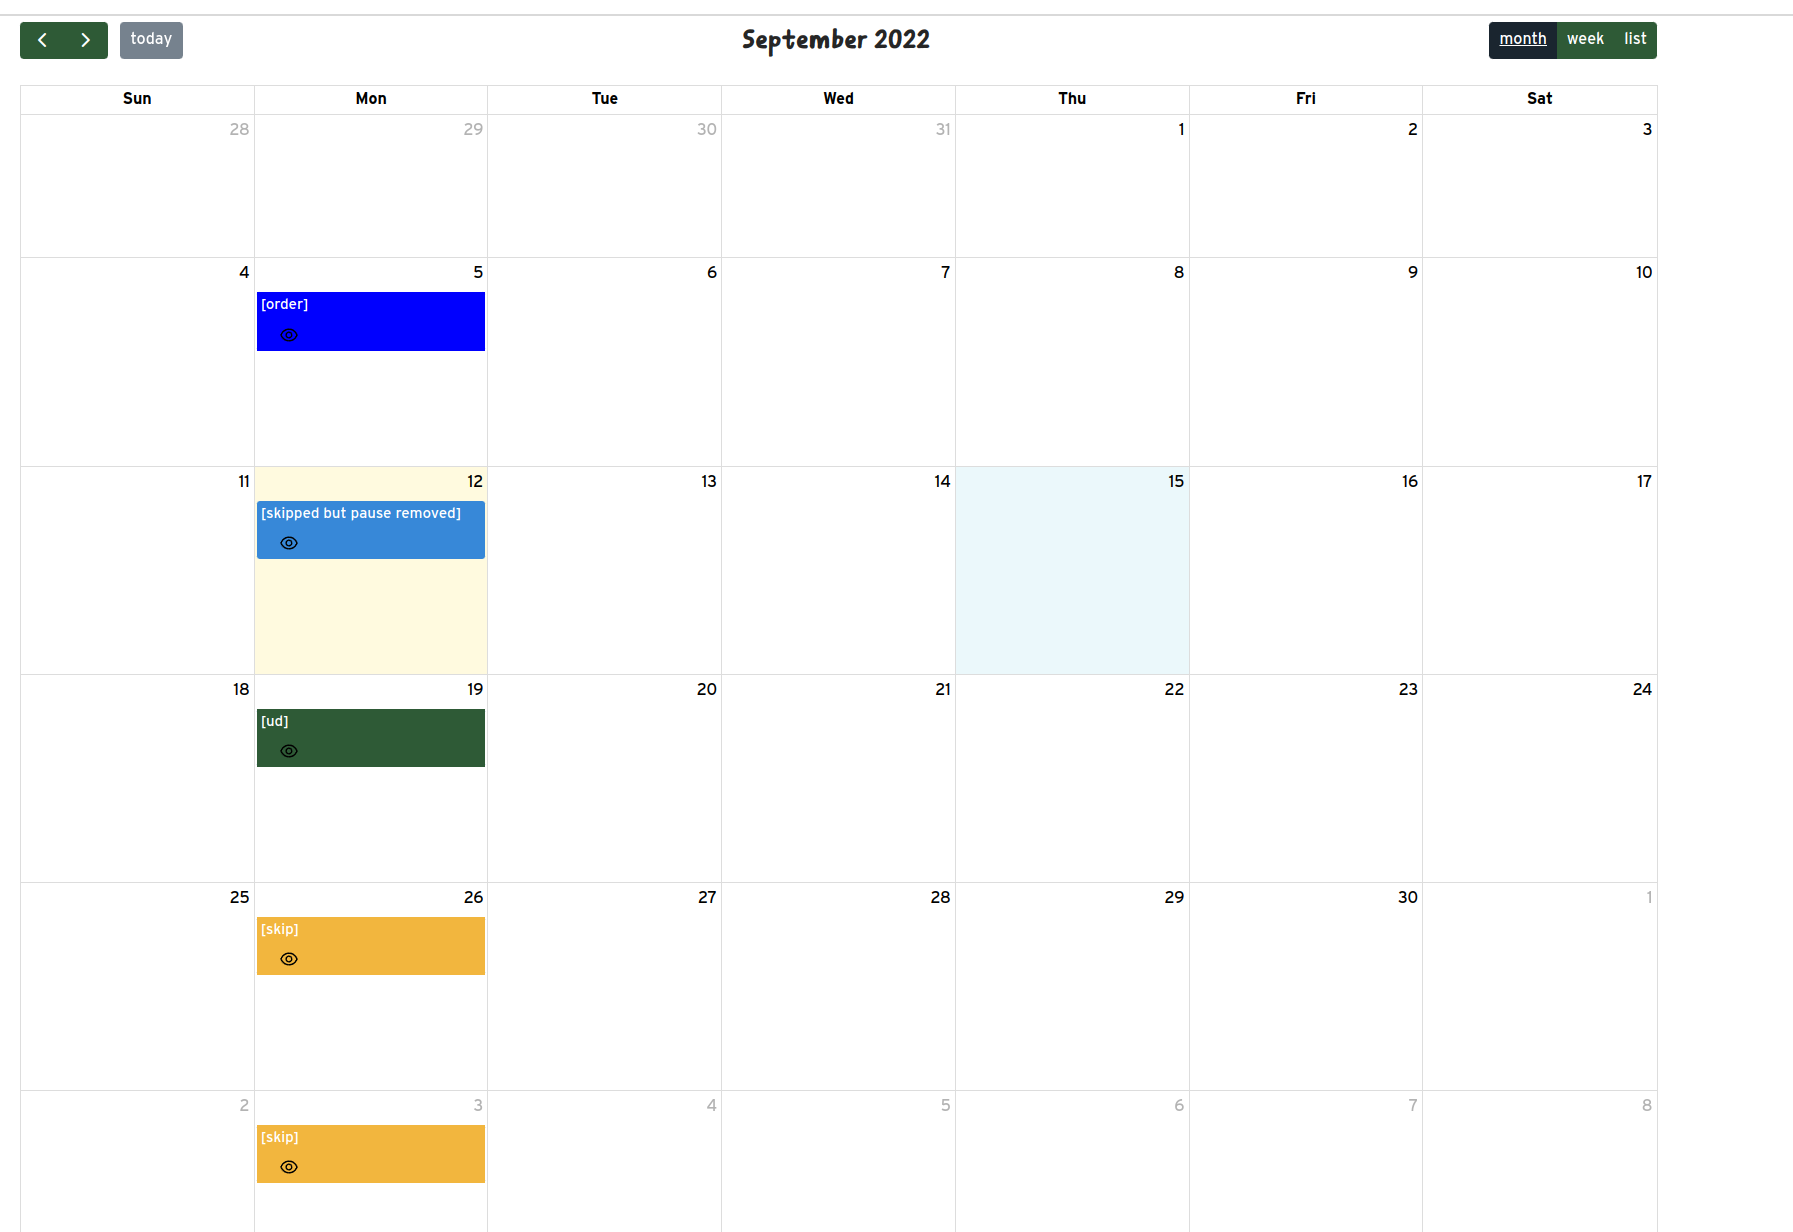 today
September 2022
month week list
Sun Mon Tue Wed Thu Fri Sat
28 29 30 31 1 2 3
4 5 6 7 8 9 10
[order]
11 12 13 14 15 16 17
[skipped but pause removed]
18 19 20 21 22 23 24
[ud]
25 26 27 28 29 30 1
[skip]
2 3 4 5 6 7 8
[skip]